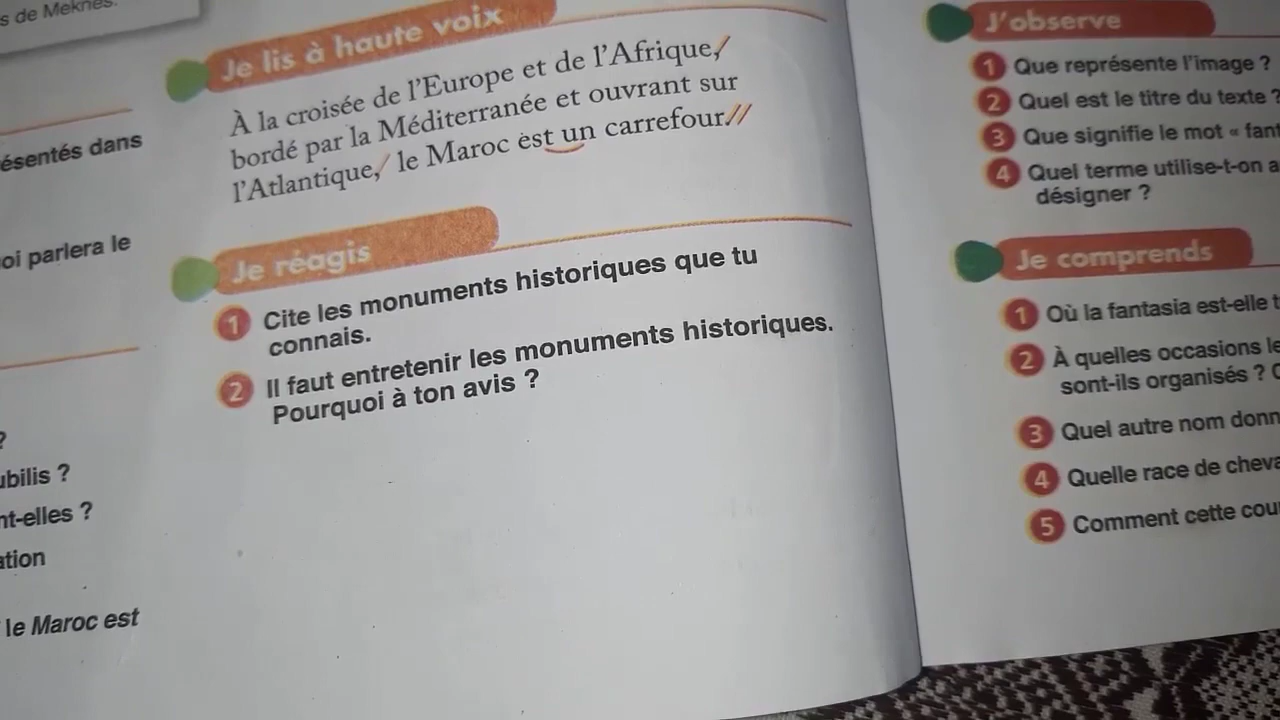 s de Meknès.
ésentés dans
oi parlera le
?
ubilis ?
nt-elles ?
ation
le Maroc est
Je lis à haute voix
À la croisée de l'Europe et de l'Afrique,/
bordé par la Méditerranée et ouvrant sur
l'Atlantique,/ le Maroc est un carrefour.//
Je réagis
1 Cite les monuments historiques que tu
connais.
2 Il faut entretenir les monuments historiques.
Pourquoi à ton avis ?
J'observe
1 Que représente l'image ?
2 Quel est le titre du texte ?
3 Que signifie le mot « fant
4 Quel terme utilise-t-on a
désigner ?
Je comprends
1 Où la fantasia est-elle t
2 À quelles occasions le
sont-ils organisés ?
3 Quel autre nom donn
4 Quelle race de cheva
5 Comment cette cou